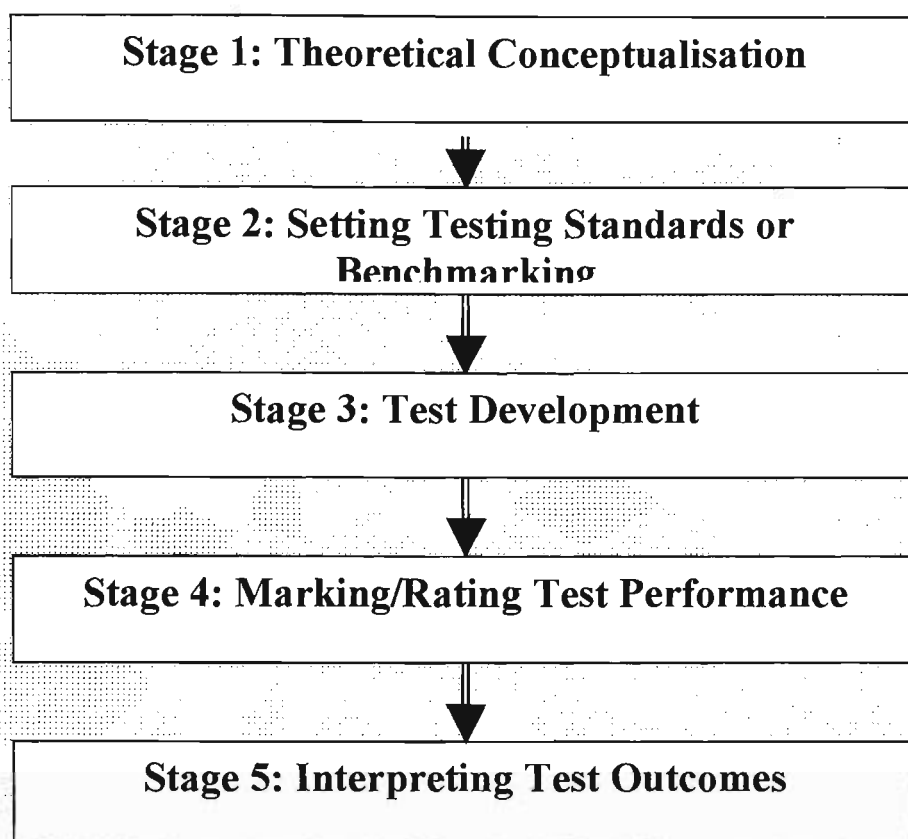 Stage 1: Theoretical Conceptualisation
Stage 2: Setting Testing Standards or
Benchmarking
Stage 3: Test Development
Stage 4: Marking/Rating Test Performance
Stage 5: Interpreting Test Outcomes